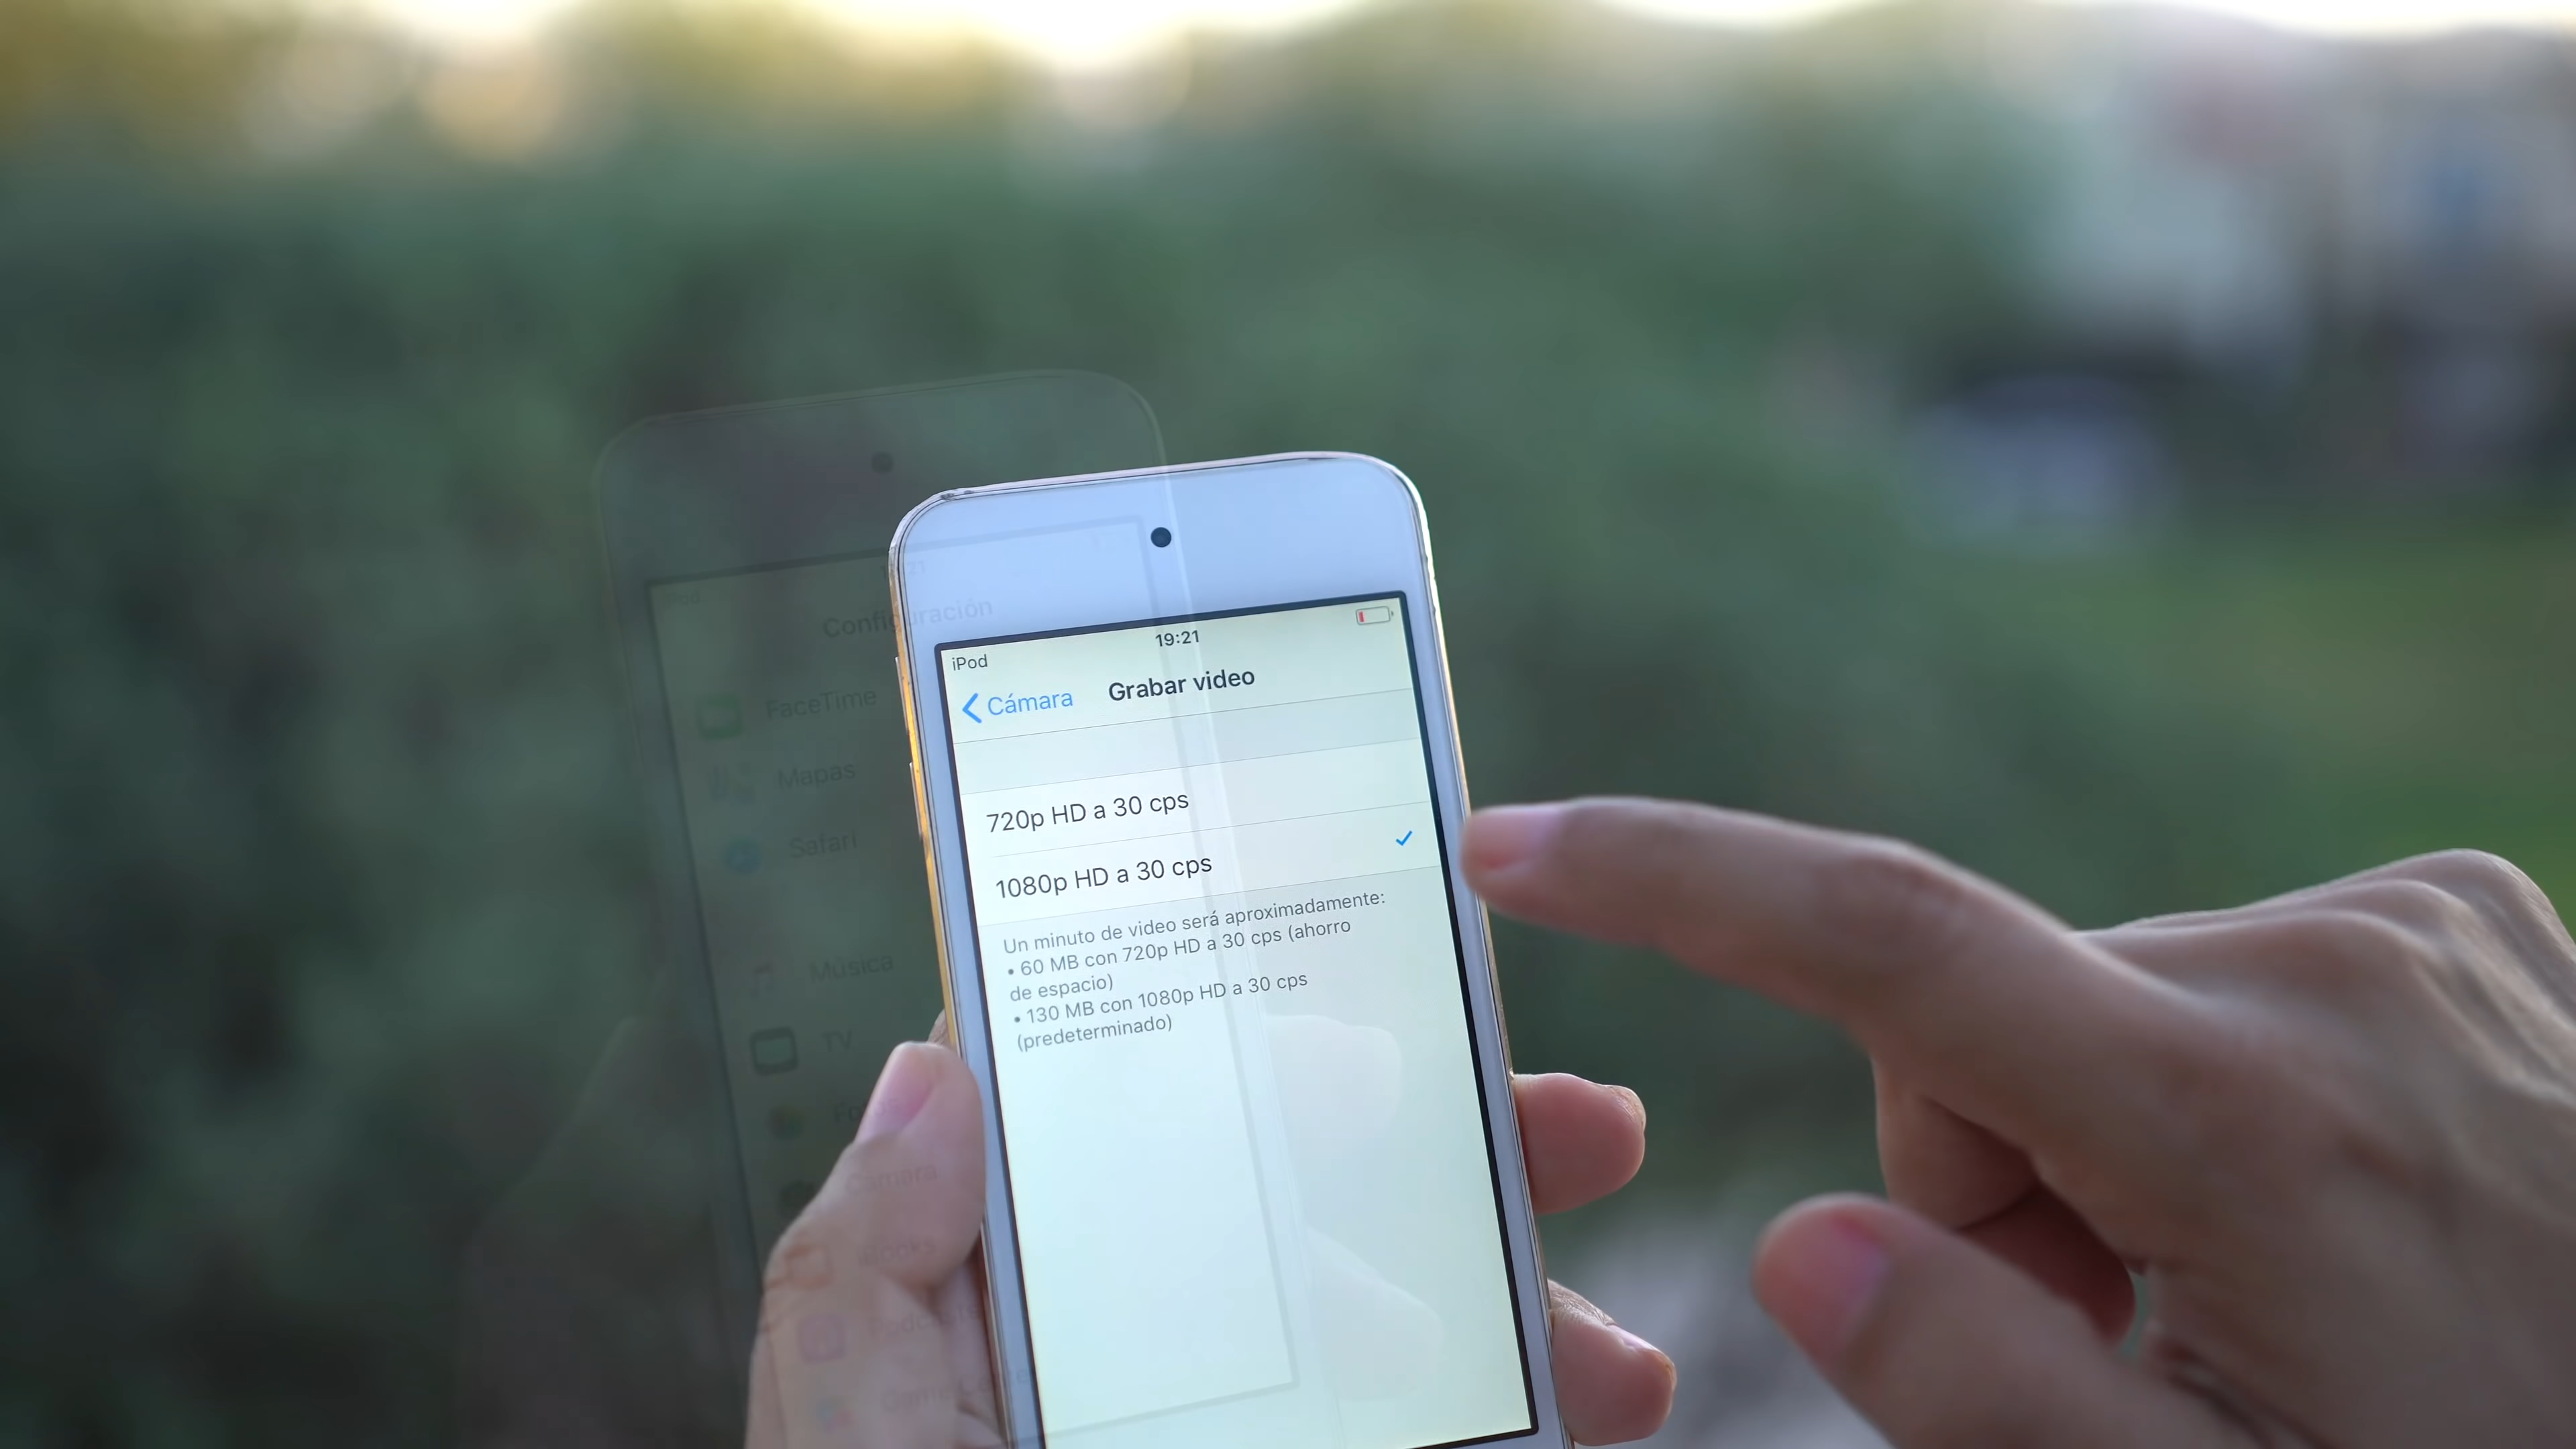 iPod
19:21
Cámara
Grabar video
720p HD a 30 cps
1080p HD a 30 cps
Un minuto de video será aproximadamente:
• 60 MB con 720p HD a 30 cps (ahorro
de espacio)
• 130 MB con 1080p HD a 30 cps
(predeterminado)
Configuración
FaceTime
Mapas
Safari
Música
TV
Cámara